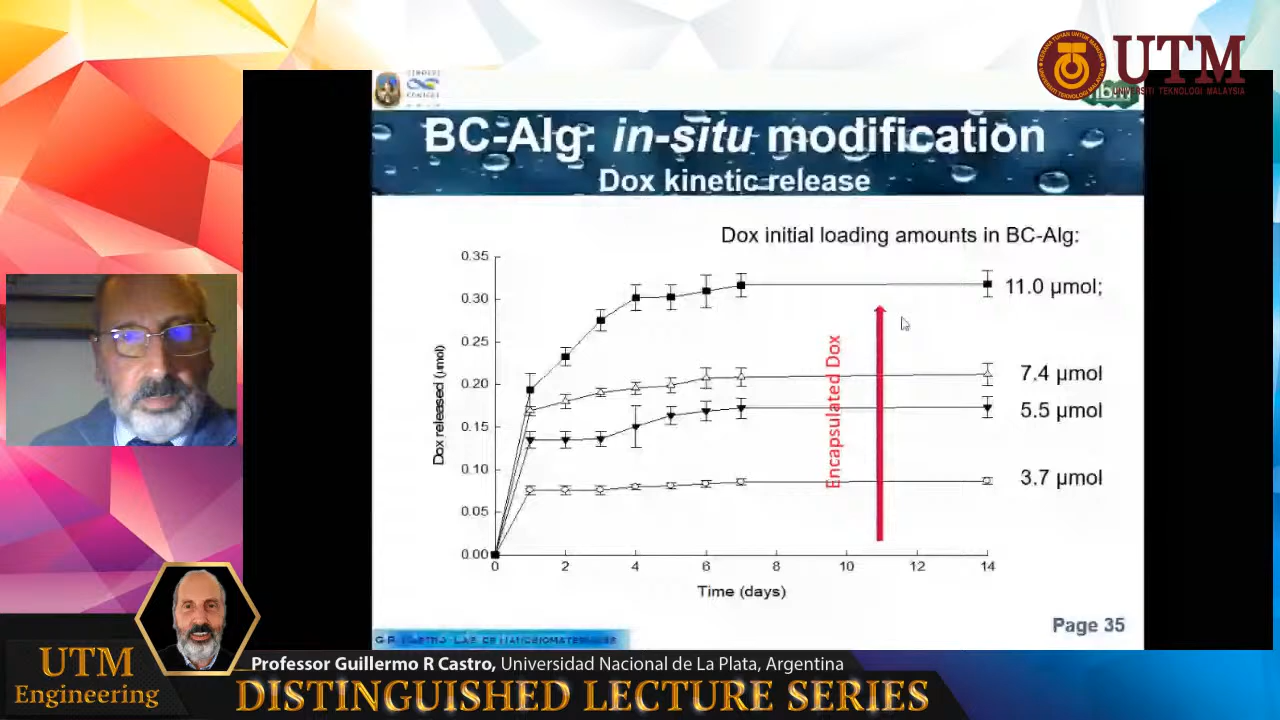 UTM
UNIVERSITI TEKNOLOGI MALAYSIA
BC-Alg: in-situ modification
Dox kinetic release
Dox initial loading amounts in BC-Alg:
0.35
0.30
0.25
0.20
0.15
0.10
0.05
0.00
Dox released (µmol)
Encapsulated Dox
11.0 µmol;
7.4 µmol
5.5 µmol
3.7 µmol
0
2
4
6
8
10
12
14
Time (days)
Page 35
UTM
Engineering
Professor Guillermo R Castro, Universidad Nacional de La Plata, Argentina
DISTINGUISHED LECTURE SERIES